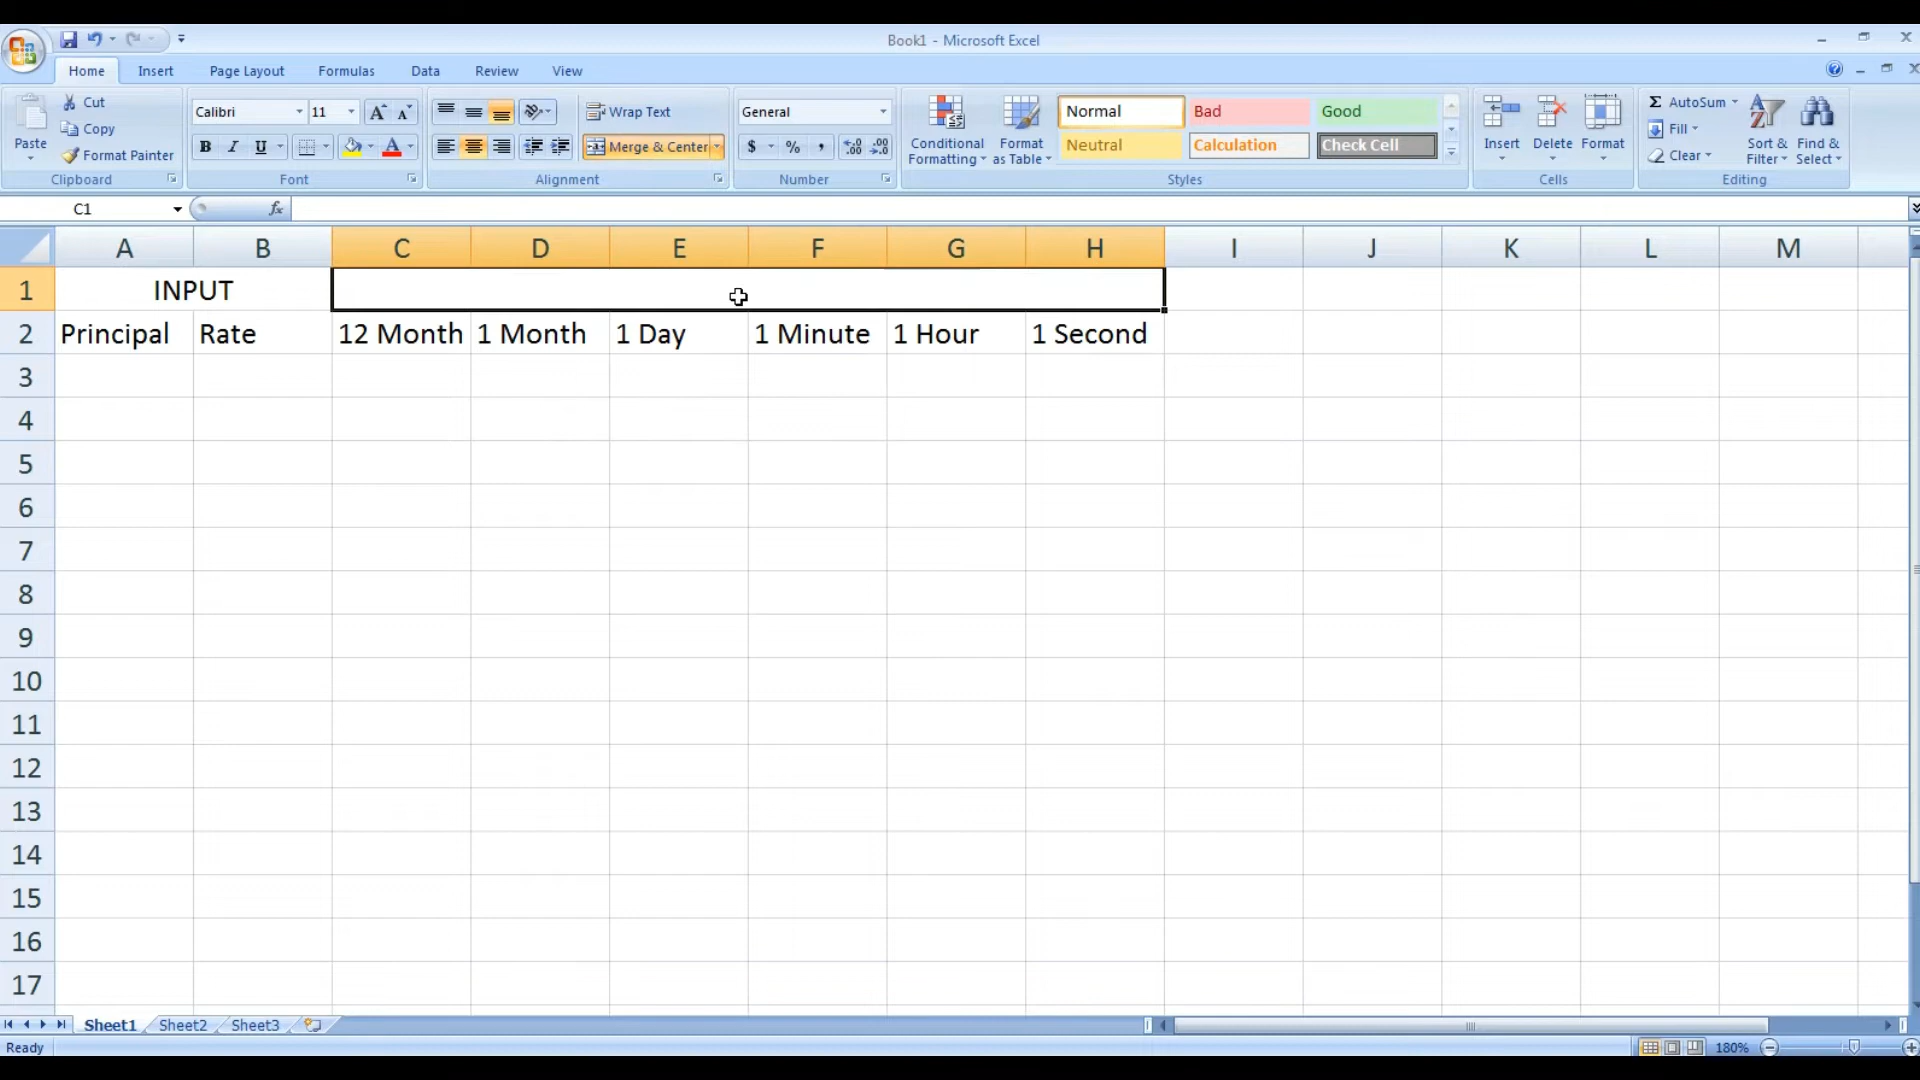 Book1 - Microsoft Excel
Home Insert Page Layout Formulas Data Review View
Paste
Cut
Copy
Format Painter
Clipboard
Calibri 11
B I U
Font
Wrap Text
Merge & Center
Alignment
General
$ % ,
Number
Conditional Formatting
Format as Table
Normal Bad Good
Neutral Calculation Check Cell
Styles
Insert Delete Format
Cells
Σ AutoSum
Fill
Clear
Sort & Filter
Find & Select
Editing
C1 fx
A B C D E F G H I J K L M
1 INPUT
2 Principal Rate 12 Month 1 Month 1 Day 1 Minute 1 Hour 1 Second
3
4
5
6
7
8
9
10
11
12
13
14
15
16
17
Sheet1 Sheet2 Sheet3
Ready 180%